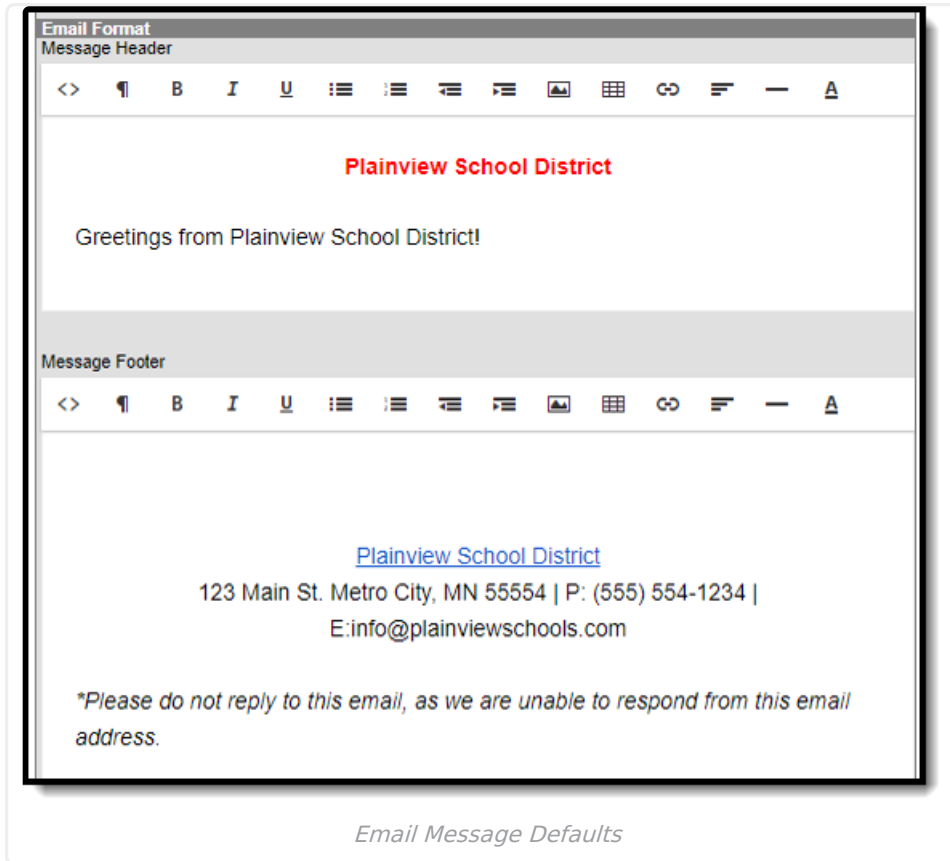 Email Format
Message Header
<> ¶ B I U A
Plainview School District
Greetings from Plainview School District!
Message Footer
<> ¶ B I U A
Plainview School District
123 Main St. Metro City, MN 55554 | P: (555) 554-1234 |
E:info@plainviewschools.com
*Please do not reply to this email, as we are unable to respond from this email
address.
Email Message Defaults